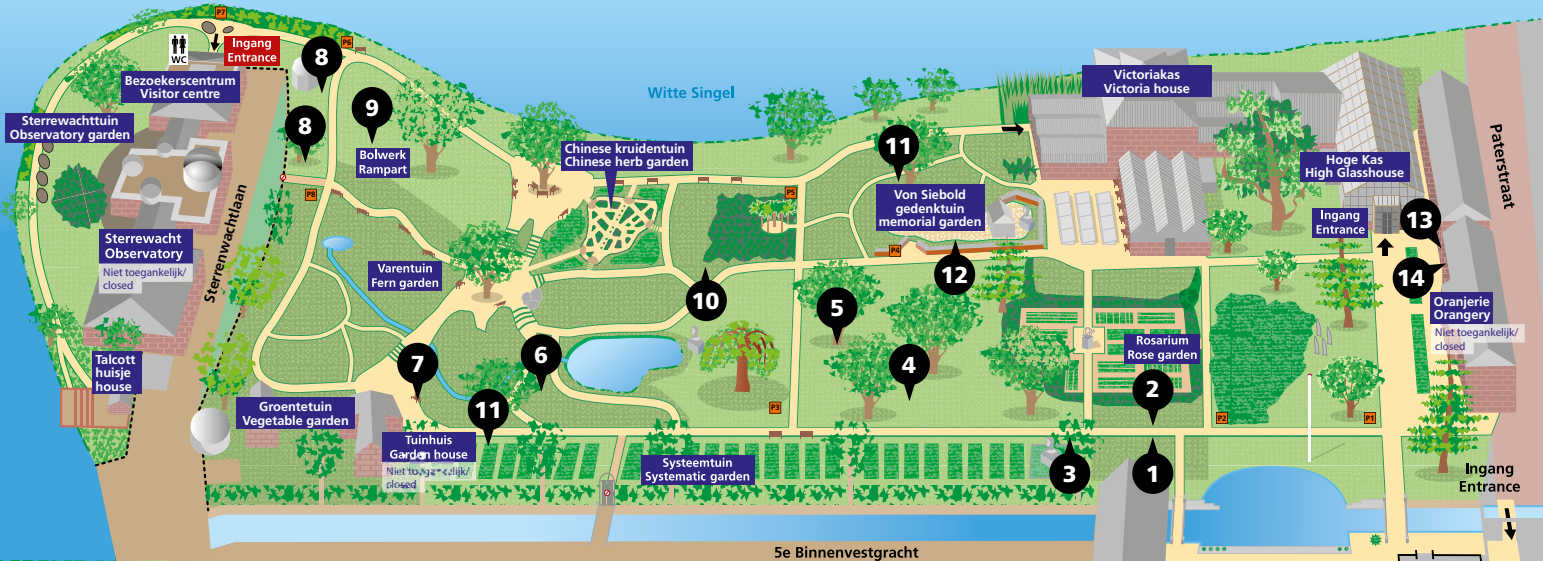 P7
WC
Ingang
Entrance
8
P6
Bezoekerscentrum
Visitor centre
Sterrewachttuin
Observatory garden
8
9
Bolwerk
Rampart
Witte Singel
Chinese kruidentuin
Chinese herb garden
11
Victoriakas
Victoria house
Hoge Kas
High Glasshouse
Paterstraat
P8
P5
Von Siebold
gedenktuin
memorial garden
Ingang
Entrance
13
Sterrewacht
Observatory
Niet toegankelijk/
closed
Sterrenwachtlaan
Varentuin
Fern garden
P4
12
14
10
5
Oranjerie
Orangery
Niet toegankelijk/
closed
Talcott
huisje
house
7
6
4
Rosarium
Rose garden
2
Groentetuin
Vegetable garden
11
P3
P2
P1
Tuinhuis
Garden house
Niet toegankelijk/
closed
Systeemtuin
Systematic garden
3
1
Ingang
Entrance
5e Binnenvestgracht